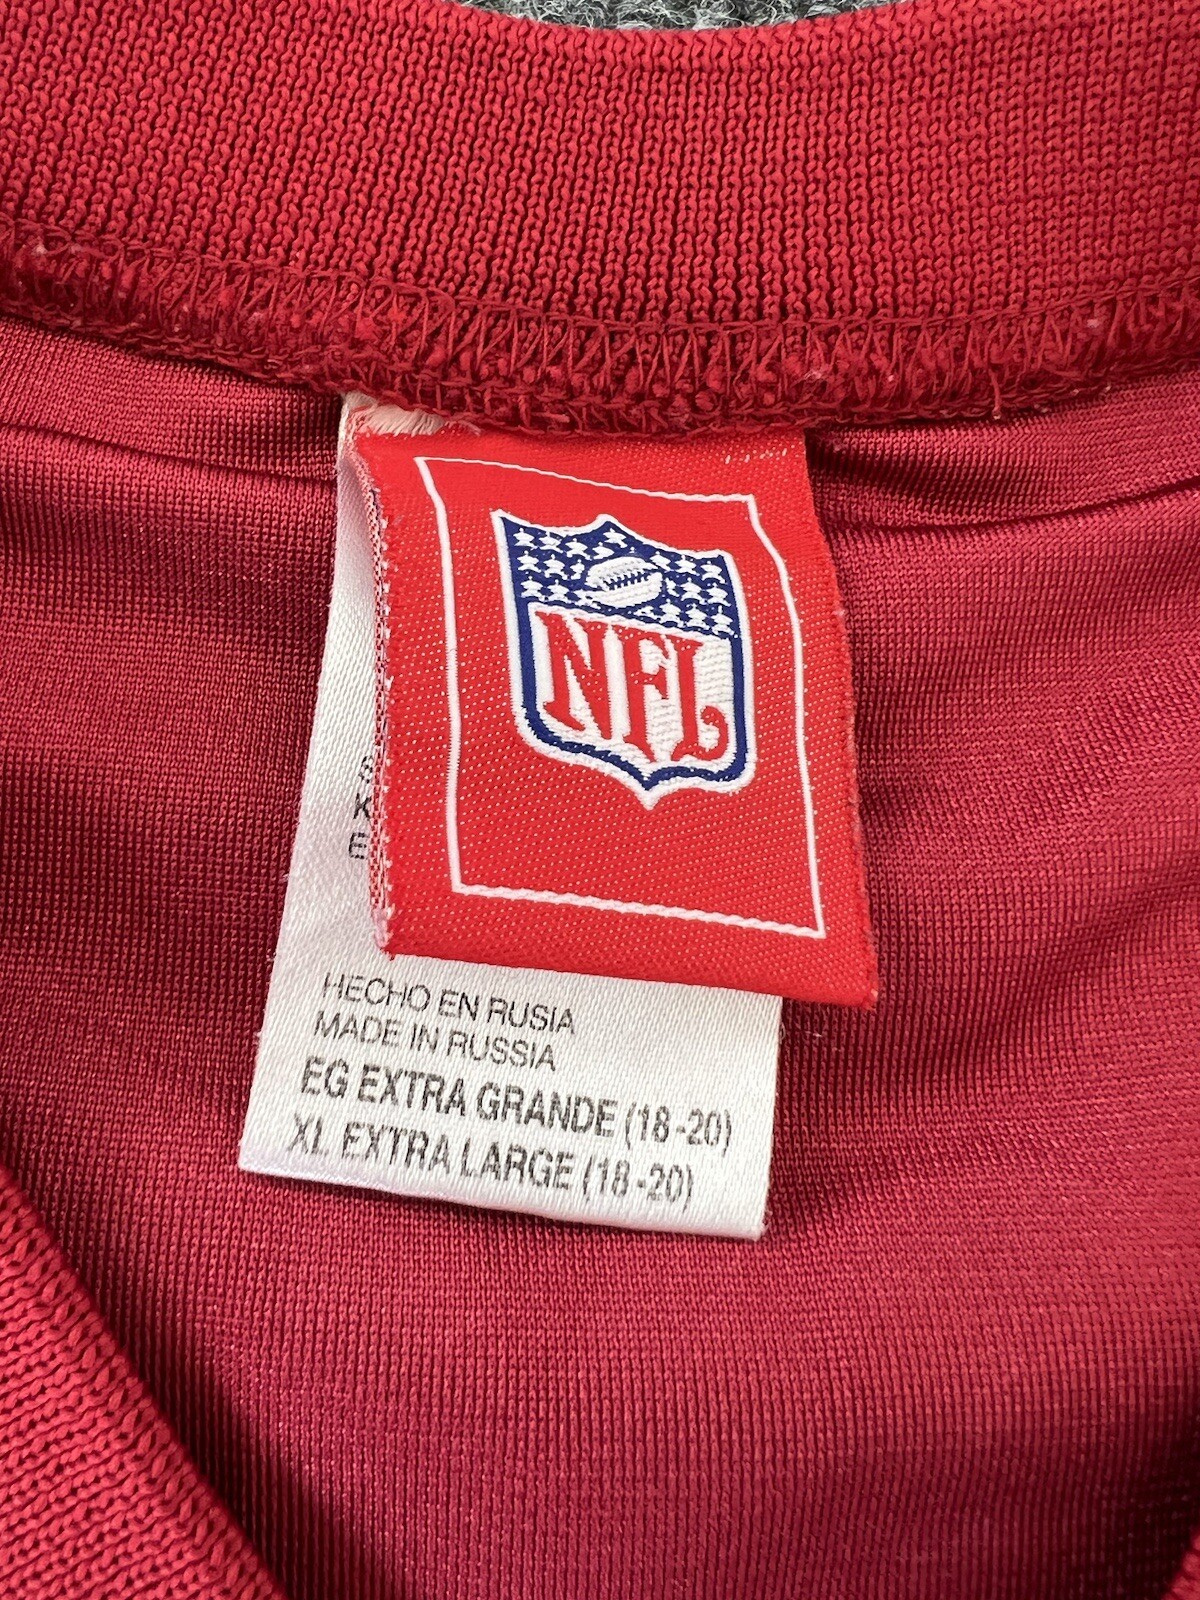 NFL
HECHO EN RUSIA
MADE IN RUSSIA
EG EXTRA GRANDE (18-20)
XL EXTRA LARGE (18-20)